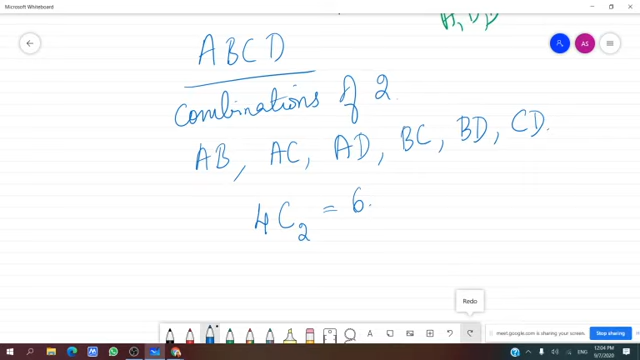 Microsoft Whiteboard
ABCD
AS
combinations of 2.
AB, AC, AD, BC, BD, CD.
4C2 = 6.
Redo
meet.google.com is sharing your screen.
Stop sharing
ENG
12:04 PM
9/7/2020